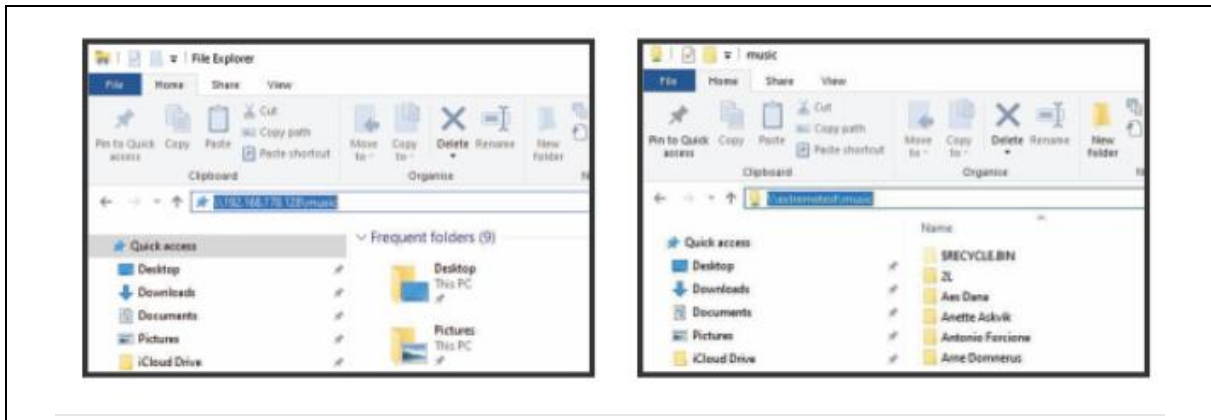 File Explorer
File Home Share View
Pin to Quick access
Copy
Paste
Cut
Copy path
Paste shortcut
Move to
Copy to
Delete
Rename
New folder
Clipboard
Organise
Quick access
Desktop
Downloads
Documents
Pictures
iCloud Drive
Frequent folders (9)
Desktop
This PC
Pictures
This PC
music
File Home Share View
Pin to Quick access
Copy
Paste
Cut
Copy path
Paste shortcut
Move to
Copy to
Delete
Rename
New folder
Clipboard
Organise
Quick access
Desktop
Downloads
Documents
Pictures
iCloud Drive
Name
$RECYCLE.BIN
2L
Aes Dana
Anette Askvik
Antonio Forcione
Arne Domnerus